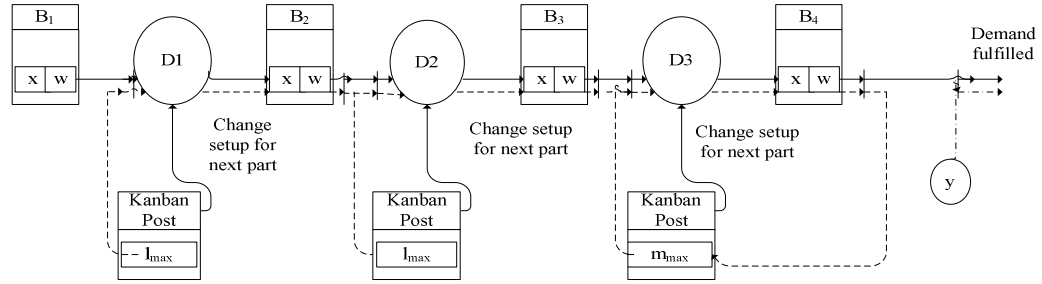 B₁
x w
D1
B₂
x w
D2
B₃
x w
D3
B₄
x w
Demand
fulfilled
Change
setup for
next part
Change setup
for next part
Change setup
for next part
y
Kanban
Post
lₘₐₓ
Kanban
Post
lₘₐₓ
Kanban
Post
mₘₐₓ